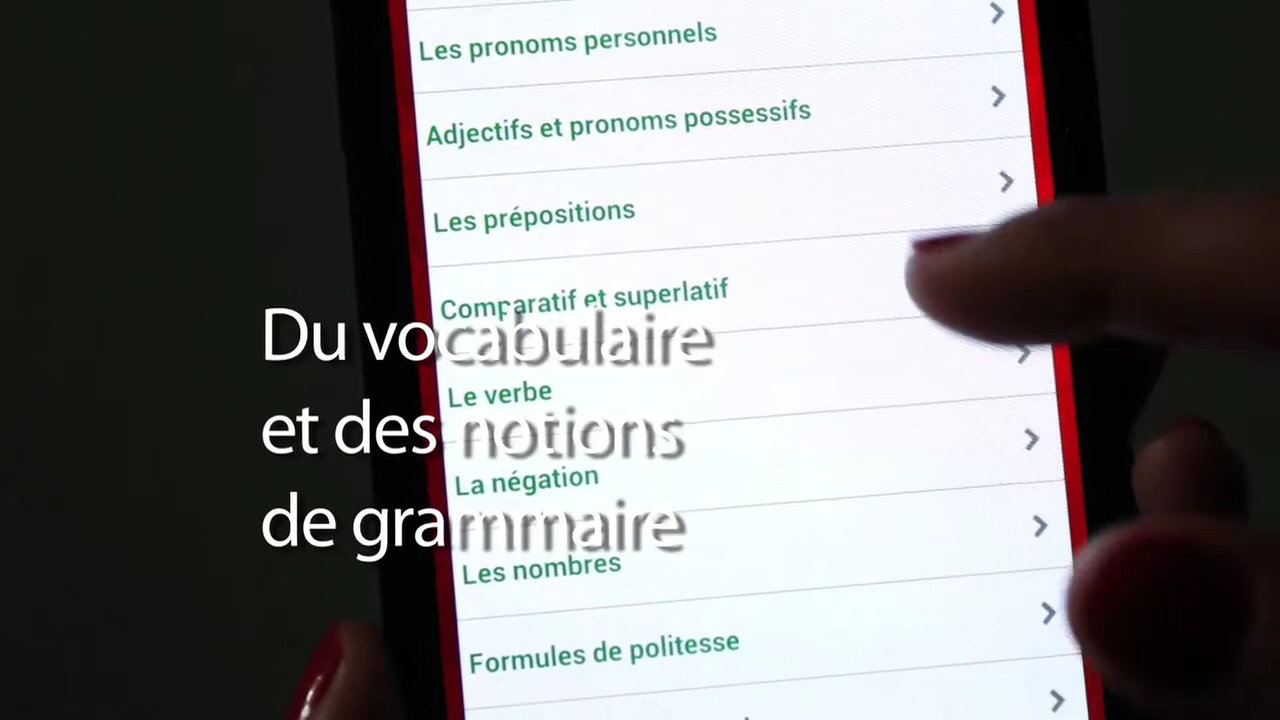 Les pronoms personnels
Adjectifs et pronoms possessifs
Les prépositions
Comparatif et superlatif
Du vocabulaire
Le verbe
et des notions
La négation
de grammaire
Les nombres
Formules de politesse